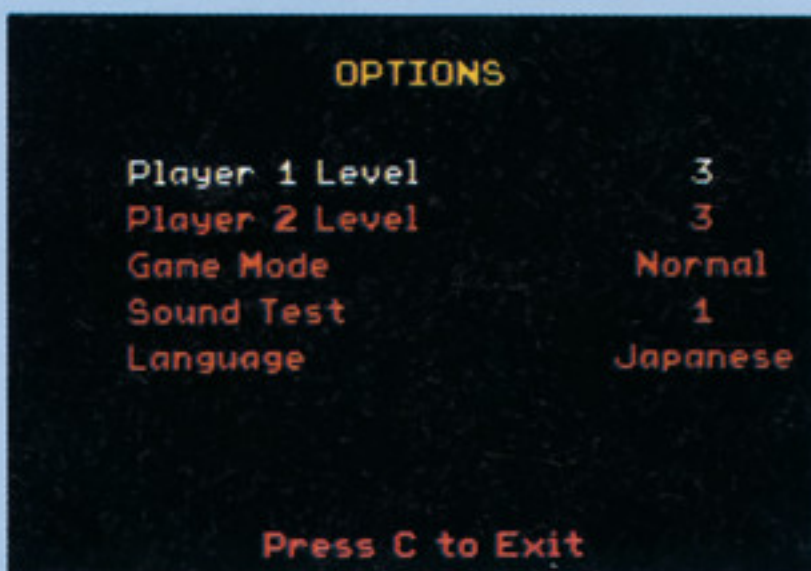 OPTIONS
Player 1 Level 3
Player 2 Level 3
Game Mode Normal
Sound Test 1
Language Japanese
Press C to Exit